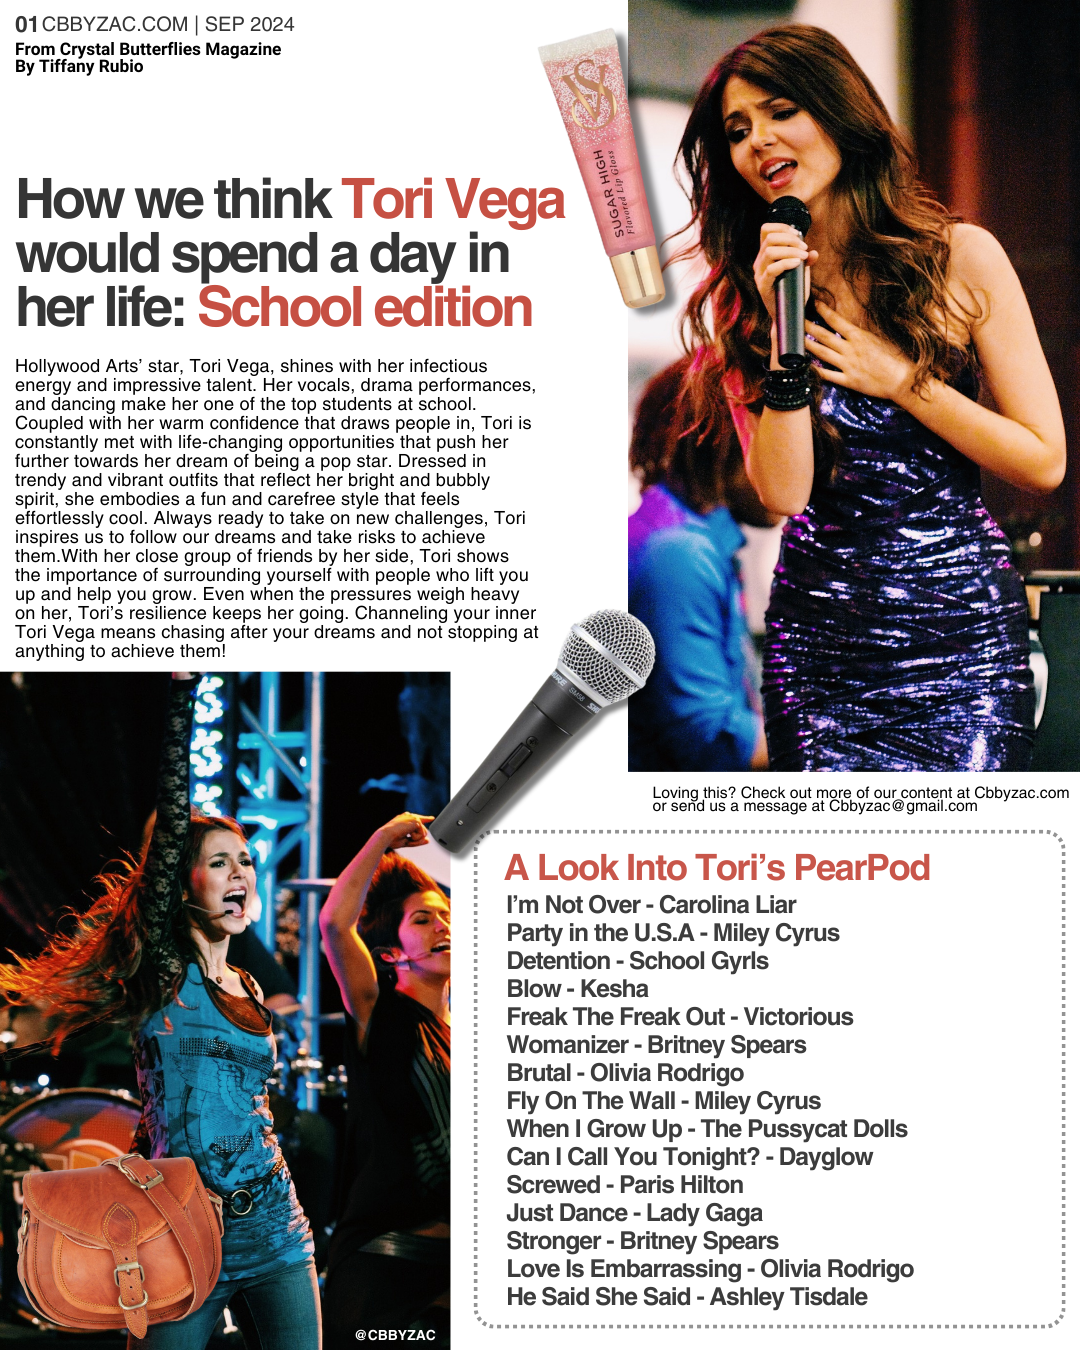 01 CBBYZAC.COM | SEP 2024
From Crystal Butterflies Magazine
By Tiffany Rubio
How we think Tori Vega
would spend a day in
her life: School edition
Hollywood Arts’ star, Tori Vega, shines with her infectious
energy and impressive talent. Her vocals, drama performances,
and dancing make her one of the top students at school.
Coupled with her warm confidence that draws people in, Tori is
constantly met with life-changing opportunities that push her
further towards her dream of being a pop star. Dressed in
trendy and vibrant outfits that reflect her bright and bubbly
spirit, she embodies a fun and carefree style that feels
effortlessly cool. Always ready to take on new challenges, Tori
inspires us to follow our dreams and take risks to achieve
them.With her close group of friends by her side, Tori shows
the importance of surrounding yourself with people who lift you
up and help you grow. Even when the pressures weigh heavy
on her, Tori’s resilience keeps her going. Channeling your inner
Tori Vega means chasing after your dreams and not stopping at
anything to achieve them!
VS
SUGAR HIGH
Flavored Lip Gloss
SM58
Loving this? Check out more of our content at Cbbyzac.com
or send us a message at Cbbyzac@gmail.com
A Look Into Tori’s PearPod
I’m Not Over - Carolina Liar
Party in the U.S.A - Miley Cyrus
Detention - School Gyrls
Blow - Kesha
Freak The Freak Out - Victorious
Womanizer - Britney Spears
Brutal - Olivia Rodrigo
Fly On The Wall - Miley Cyrus
When I Grow Up - The Pussycat Dolls
Can I Call You Tonight? - Dayglow
Screwed - Paris Hilton
Just Dance - Lady Gaga
Stronger - Britney Spears
Love Is Embarrassing - Olivia Rodrigo
He Said She Said - Ashley Tisdale
@CBBYZAC